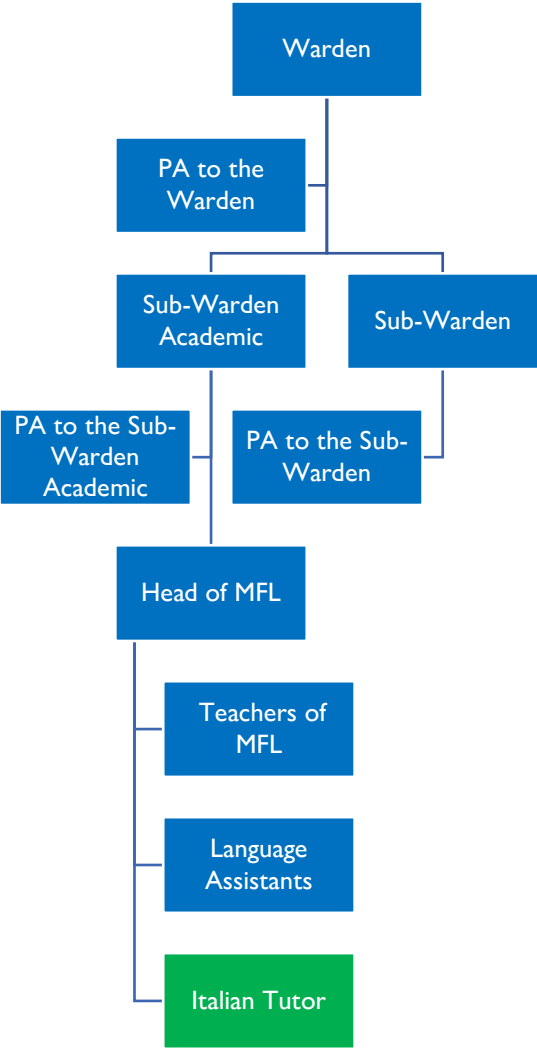 Warden
PA to the
Warden
Sub-Warden
Academic
Sub-Warden
PA to the Sub-
Warden
Academic
PA to the Sub-
Warden
Head of MFL
Teachers of
MFL
Language
Assistants
Italian Tutor